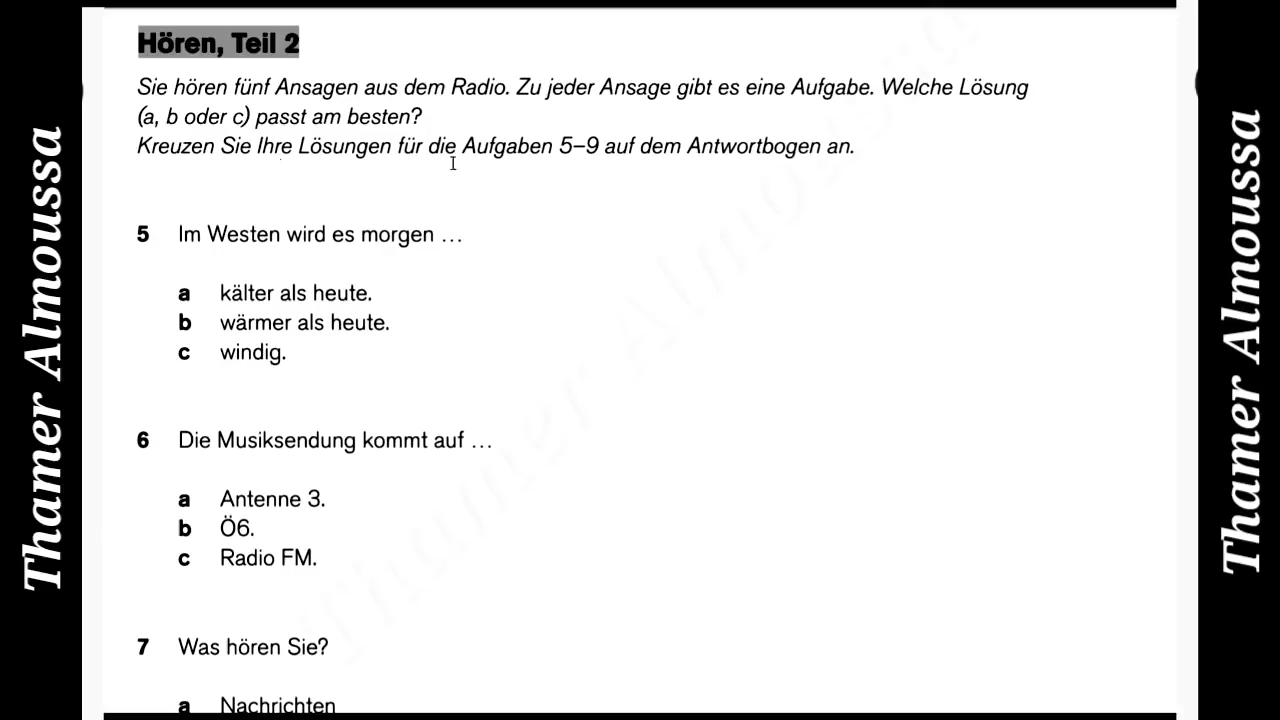 Hören, Teil 2
Sie hören fünf Ansagen aus dem Radio. Zu jeder Ansage gibt es eine Aufgabe. Welche Lösung
(a, b oder c) passt am besten?
Kreuzen Sie Ihre Lösungen für die Aufgaben 5–9 auf dem Antwortbogen an.
5 Im Westen wird es morgen …
a kälter als heute.
b wärmer als heute.
c windig.
6 Die Musiksendung kommt auf …
a Antenne 3.
b Ö6.
c Radio FM.
7 Was hören Sie?
a Nachrichten
Thamer Almoussa
Thamer Almoussa
Thamer Almoussa